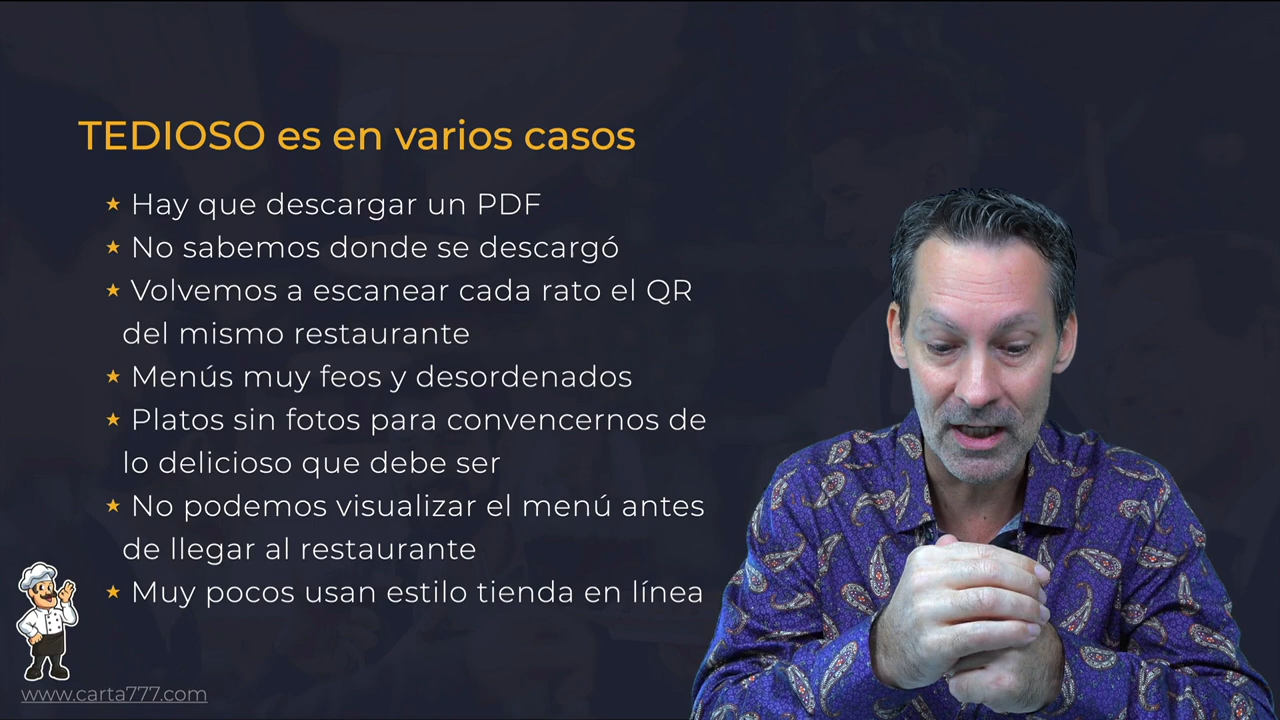 TEDIOSO es en varios casos
★ Hay que descargar un PDF
★ No sabemos donde se descargó
★ Volvemos a escanear cada rato el QR
del mismo restaurante
★ Menús muy feos y desordenados
★ Platos sin fotos para convencernos de
lo delicioso que debe ser
★ No podemos visualizar el menú antes
de llegar al restaurante
★ Muy pocos usan estilo tienda en línea
www.carta777.com